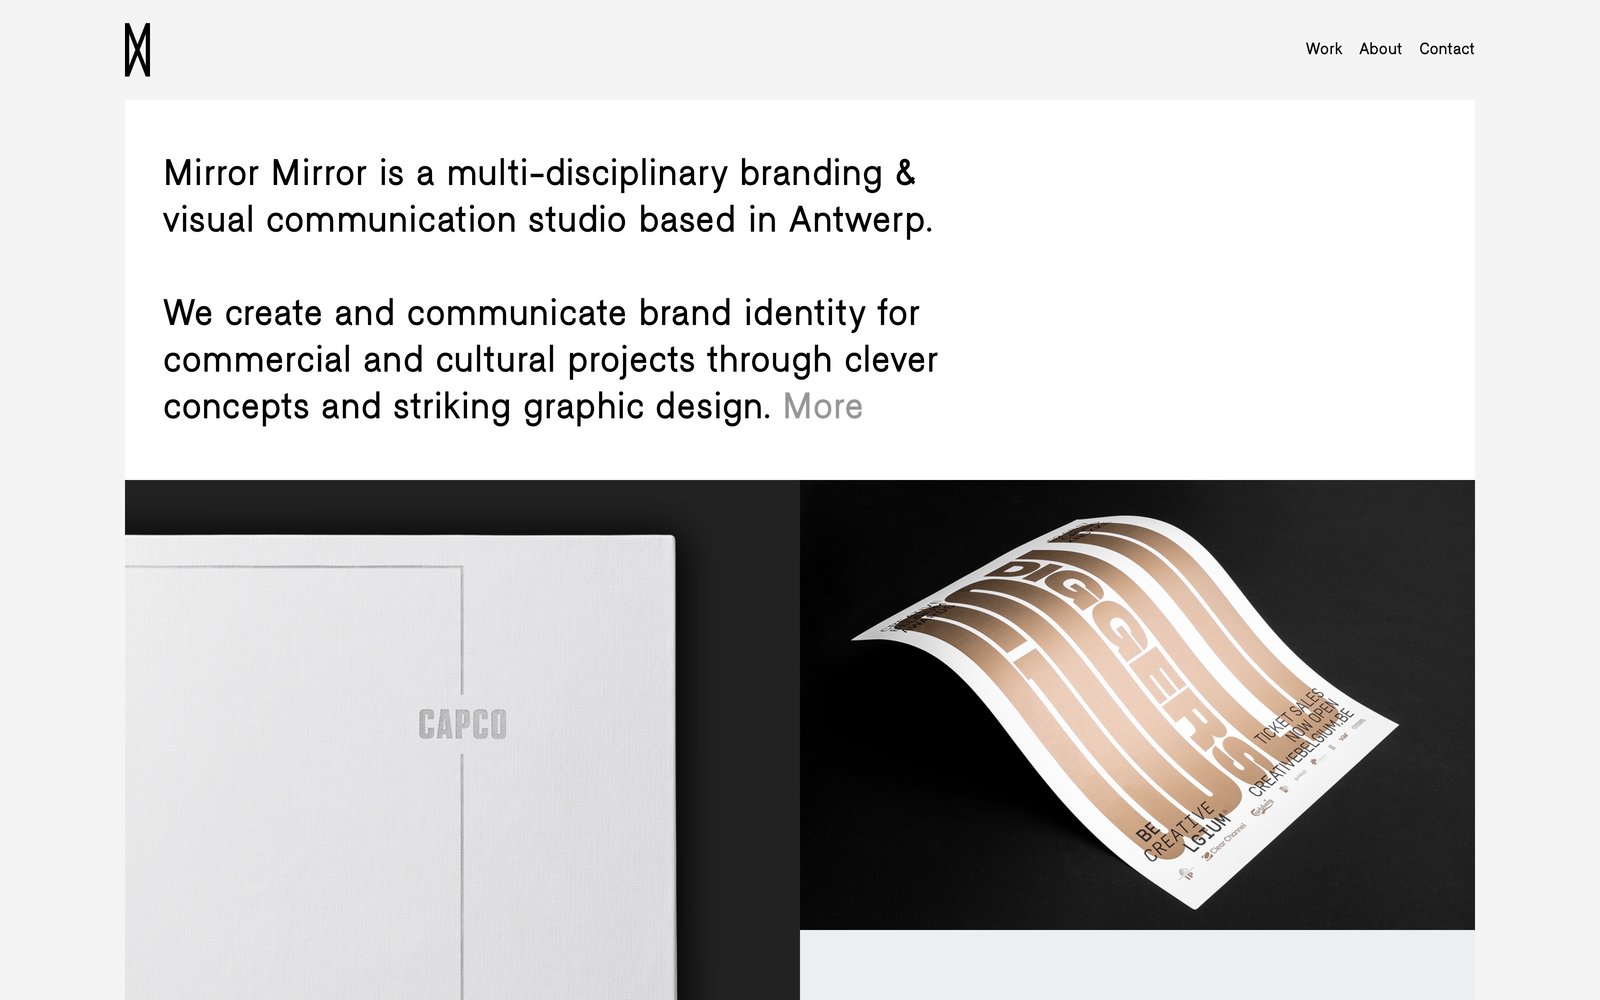 Work About Contact
Mirror Mirror is a multi-disciplinary branding &
visual communication studio based in Antwerp.
We create and communicate brand identity for
commercial and cultural projects through clever
concepts and striking graphic design. More
CAPCO
DIGGERS
TICKET SALES
NOW OPEN
CREATIVEBELGIUM.BE
BE
CREATIVE
LGIUM
Clear Channel
var